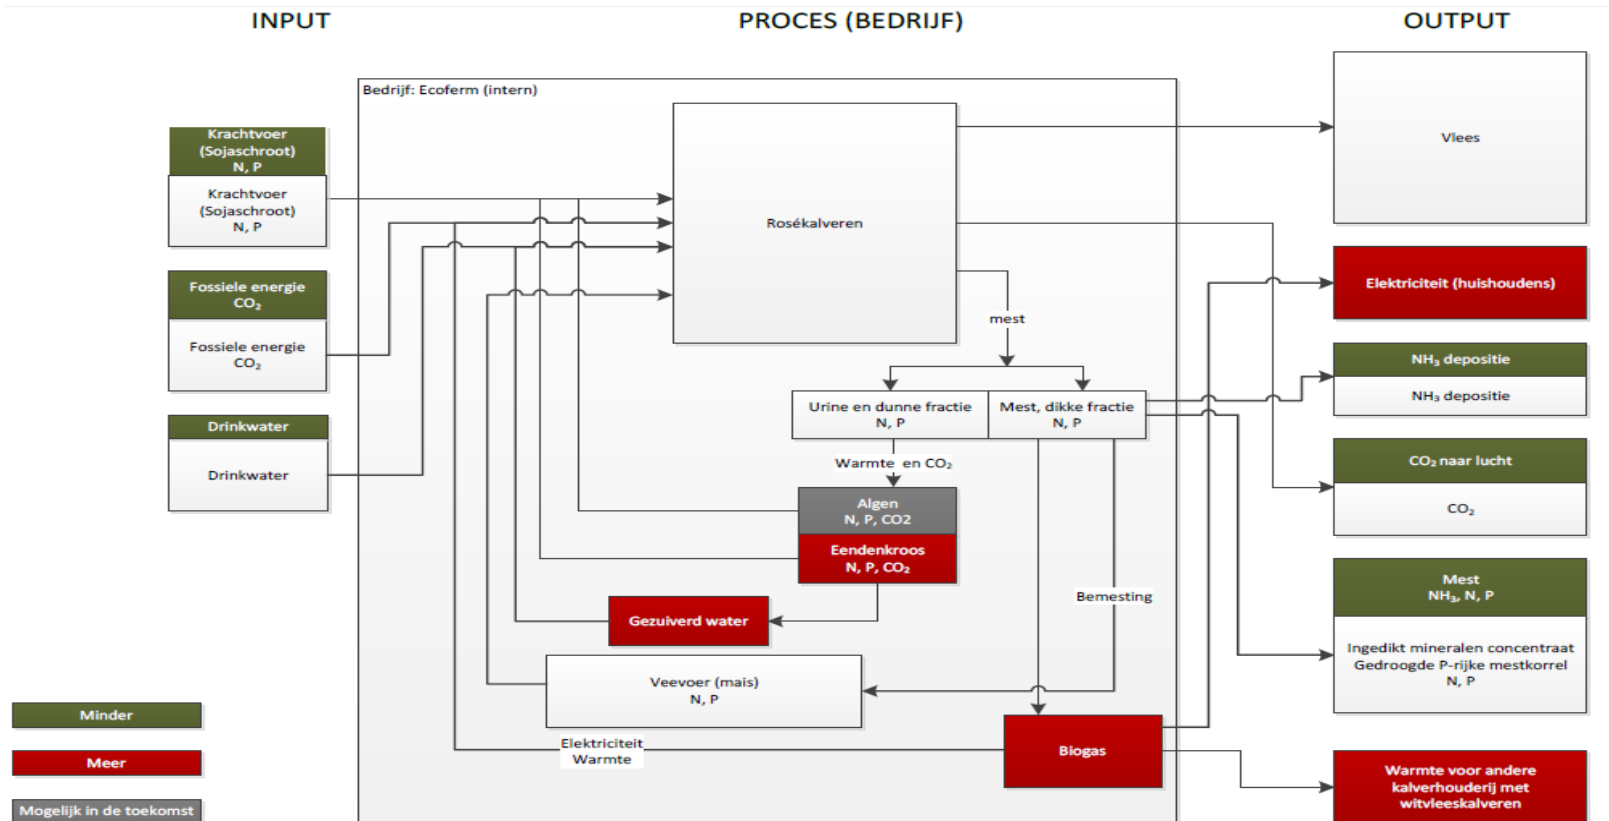 INPUT
PROCES (BEDRIJF)
OUTPUT
Bedrijf: Ecoferm (intern)
Krachtvoer
(Sojaschroot)
N, P
Krachtvoer
(Sojaschroot)
N, P
Fossiele energie
CO₂
Fossiele energie
CO₂
Drinkwater
Drinkwater
Rosékalveren
mest
Urine en dunne fractie
N, P
Mest, dikke fractie
N, P
Warmte en CO₂
Algen
N, P, CO2
Eendenkroos
N, P, CO₂
Bemesting
Gezuiverd water
Veevoer (mais)
N, P
Elektriciteit
Warmte
Biogas
Vlees
Elektriciteit (huishoudens)
NH₃ depositie
NH₃ depositie
CO₂ naar lucht
CO₂
Mest
NH₃, N, P
Ingedikt mineralen concentraat
Gedroogde P-rijke mestkorrel
N, P
Warmte voor andere
kalverhouderij met
witvleeskalveren
Minder
Meer
Mogelijk in de toekomst